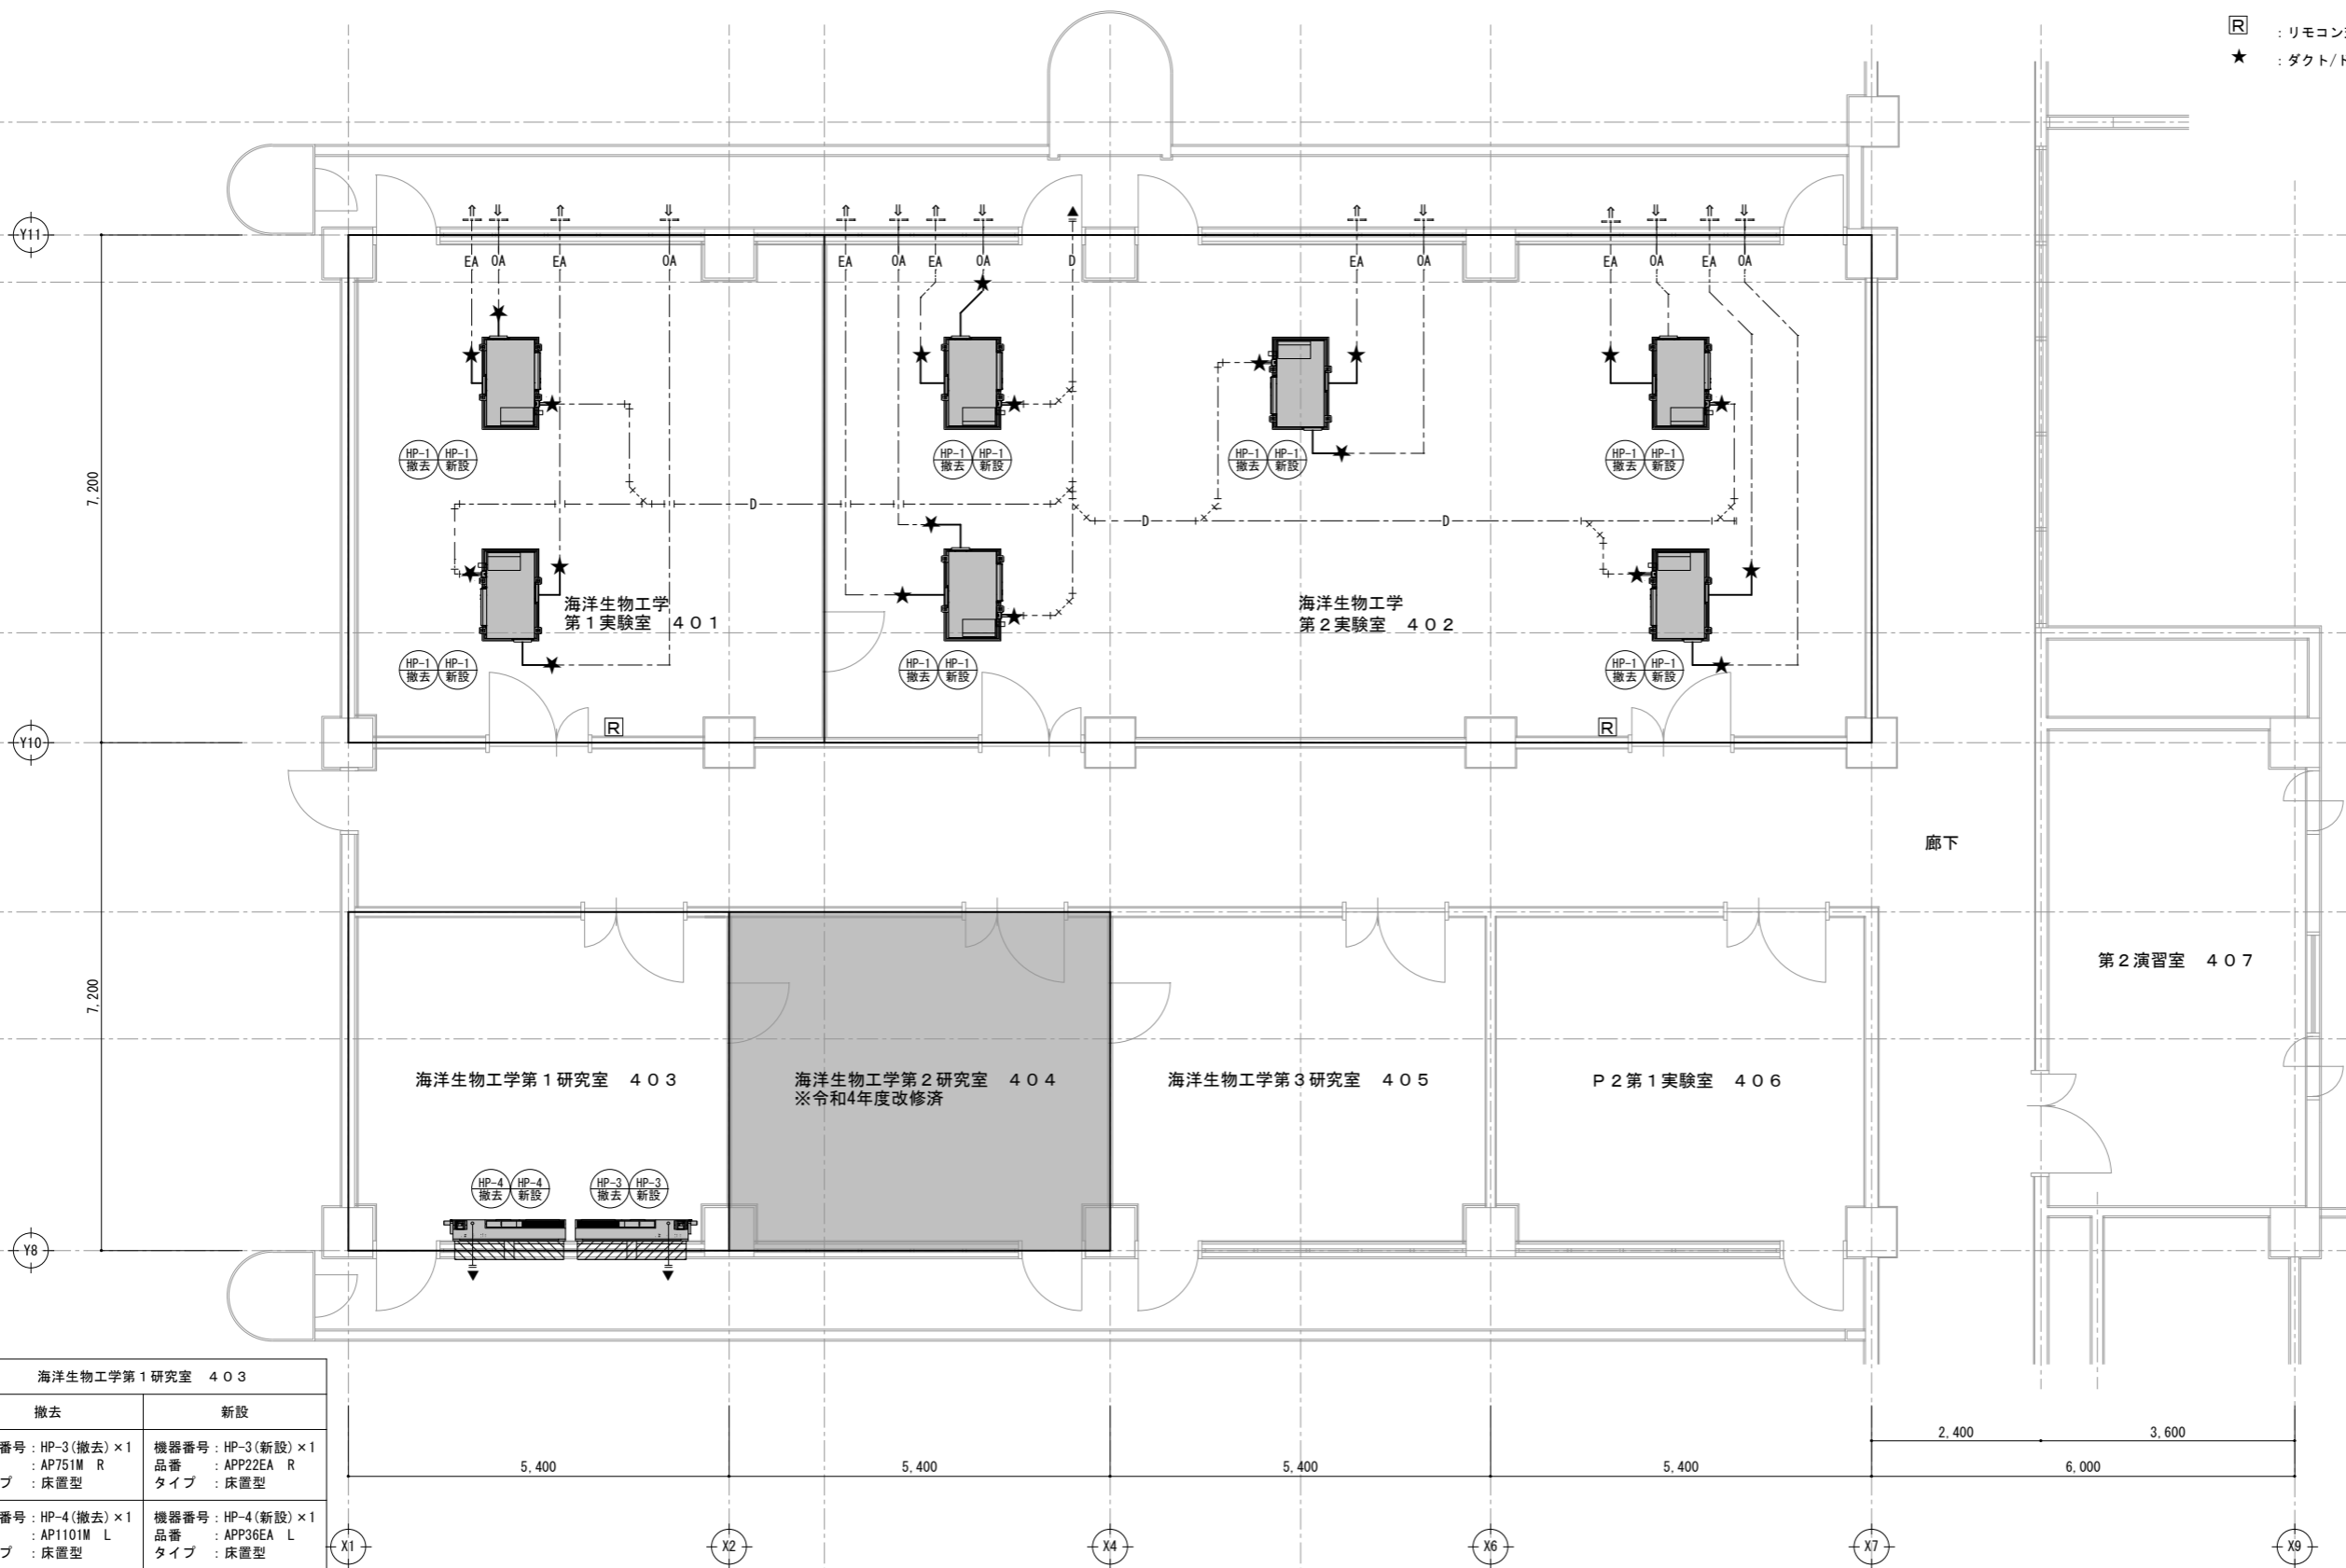 R ：リモコン
★ ：ダクト/
Y11
EA OA EA OA EA OA EA OA D EA OA EA OA EA OA
7,200
HP-1 撤去 HP-1 新設
HP-1 撤去 HP-1 新設
HP-1 撤去 HP-1 新設
HP-1 撤去 HP-1 新設
D
D
D
海洋生物工学
第１実験室　４０１
海洋生物工学
第２実験室　４０２
HP-1 撤去 HP-1 新設
HP-1 撤去 HP-1 新設
HP-1 撤去 HP-1 新設
R
R
Y10
廊下
7,200
第２演習室　４０７
海洋生物工学第１研究室　４０３
海洋生物工学第２研究室　４０４
※令和4年度改修済
海洋生物工学第３研究室　４０５
Ｐ２第１実験室　４０６
HP-4 撤去 HP-4 新設
HP-3 撤去 HP-3 新設
Y8
海洋生物工学第１研究室　４０３
撤去 新設
番号：HP-3(撤去)×1
：AP751M R
プ ：床置型
機器番号：HP-3(新設)×1
品番 ：APP22EA R
タイプ ：床置型
番号：HP-4(撤去)×1
：AP1101M L
プ ：床置型
機器番号：HP-4(新設)×1
品番 ：APP36EA L
タイプ ：床置型
2,400 3,600
5,400 5,400 5,400 5,400 6,000
X1 X2 X4 X6 X7 X9